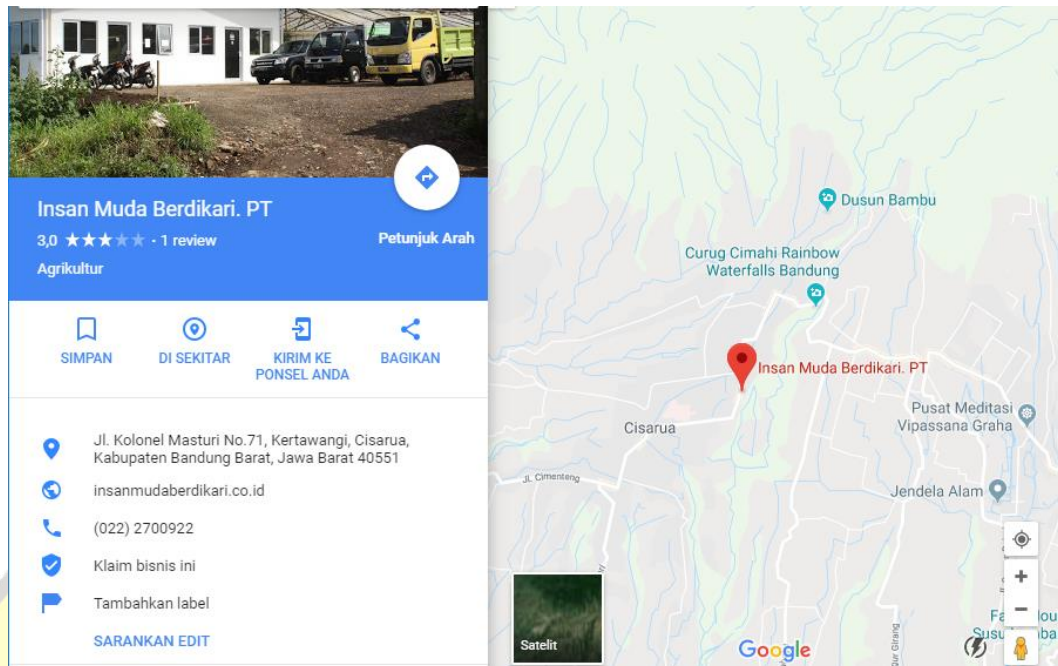 Insan Muda Berdikari. PT
3,0 · 1 review
Petunjuk Arah
Agrikultur
SIMPAN
DI SEKITAR
KIRIM KE
PONSEL ANDA
BAGIKAN
Jl. Kolonel Masturi No.71, Kertawangi, Cisarua,
Kabupaten Bandung Barat, Jawa Barat 40551
insanmudaberdikari.co.id
(022) 2700922
Klaim bisnis ini
Tambahkan label
SARANKAN EDIT
Dusun Bambu
Curug Cimahi Rainbow
Waterfalls Bandung
Insan Muda Berdikari. PT
Pusat Meditasi
Vipassana Graha
Cisarua
JL. Cimenteng
Jendela Alam
Satelit
Google